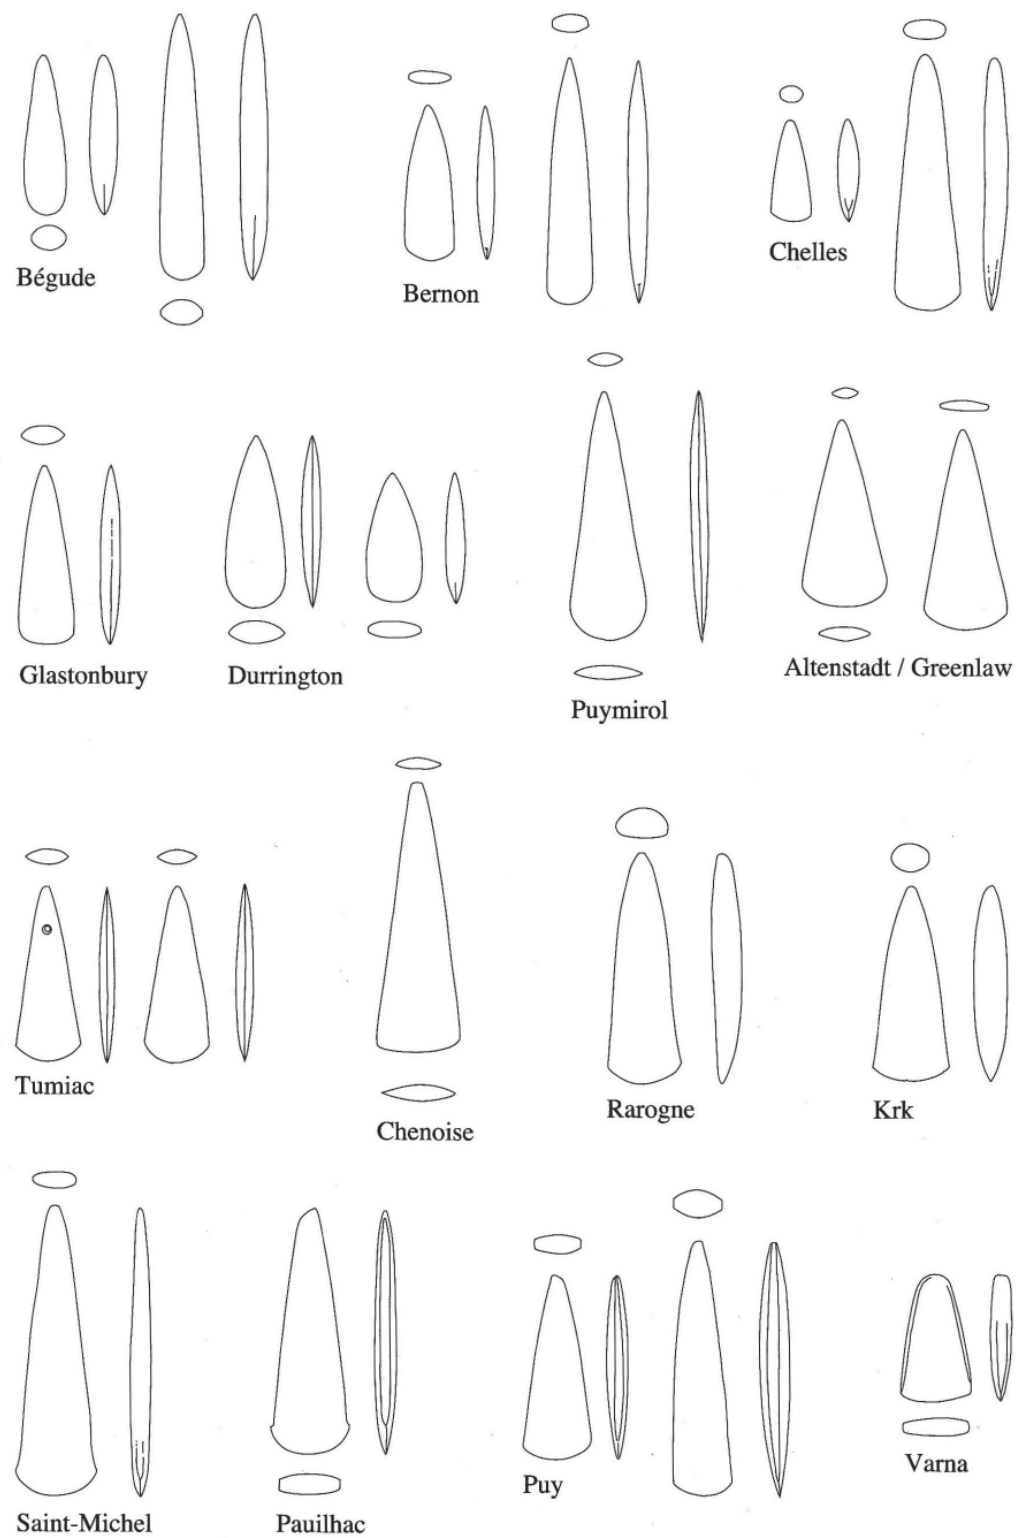 Bégude
Bernon
Chelles
Glastonbury
Durrington
Puymirol
Altenstadt / Greenlaw
Tumiac
Chenoise
Rarogne
Krk
Saint-Michel
Pauilhac
Puy
Varna